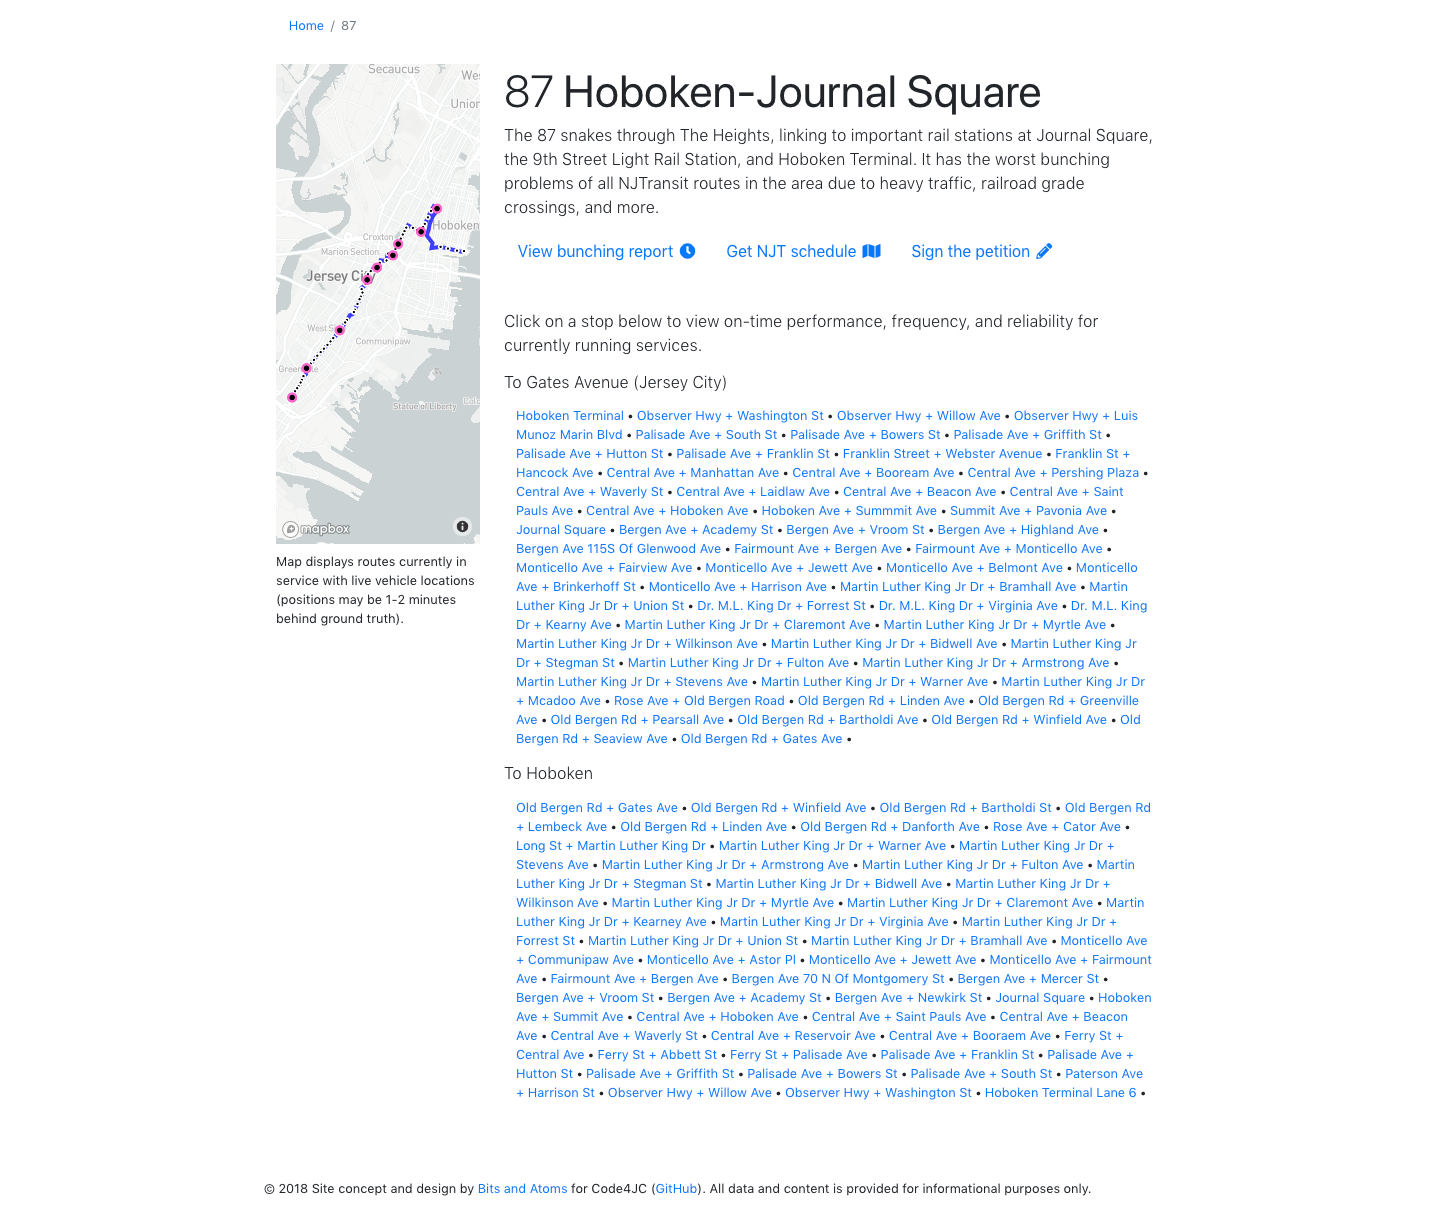 Home / 87
Secaucus
Wes
Union
Hoboken
Croxton
Marion Section
Jersey City
West Si
Communipaw
Greenville
Statue of Liberty
mapbox
Map displays routes currently in
service with live vehicle locations
(positions may be 1-2 minutes
behind ground truth).
87 Hoboken-Journal Square
The 87 snakes through The Heights, linking to important rail stations at Journal Square,
the 9th Street Light Rail Station, and Hoboken Terminal. It has the worst bunching
problems of all NJTransit routes in the area due to heavy traffic, railroad grade
crossings, and more.
View bunching report Get NJT schedule Sign the petition
Click on a stop below to view on-time performance, frequency, and reliability for
currently running services.
To Gates Avenue (Jersey City)
Hoboken Terminal • Observer Hwy + Washington St • Observer Hwy + Willow Ave • Observer Hwy + Luis
Munoz Marin Blvd • Palisade Ave + South St • Palisade Ave + Bowers St • Palisade Ave + Griffith St •
Palisade Ave + Hutton St • Palisade Ave + Franklin St • Franklin Street + Webster Avenue • Franklin St +
Hancock Ave • Central Ave + Manhattan Ave • Central Ave + Booream Ave • Central Ave + Pershing Plaza •
Central Ave + Waverly St • Central Ave + Laidlaw Ave • Central Ave + Beacon Ave • Central Ave + Saint
Pauls Ave • Central Ave + Hoboken Ave • Hoboken Ave + Summmit Ave • Summit Ave + Pavonia Ave •
Journal Square • Bergen Ave + Academy St • Bergen Ave + Vroom St • Bergen Ave + Highland Ave •
Bergen Ave 115S Of Glenwood Ave • Fairmount Ave + Bergen Ave • Fairmount Ave + Monticello Ave •
Monticello Ave + Fairview Ave • Monticello Ave + Jewett Ave • Monticello Ave + Belmont Ave • Monticello
Ave + Brinkerhoff St • Monticello Ave + Harrison Ave • Martin Luther King Jr Dr + Bramhall Ave • Martin
Luther King Jr Dr + Union St • Dr. M.L. King Dr + Forrest St • Dr. M.L. King Dr + Virginia Ave • Dr. M.L. King
Dr + Kearny Ave • Martin Luther King Jr Dr + Claremont Ave • Martin Luther King Jr Dr + Myrtle Ave •
Martin Luther King Jr Dr + Wilkinson Ave • Martin Luther King Jr Dr + Bidwell Ave • Martin Luther King Jr
Dr + Stegman St • Martin Luther King Jr Dr + Fulton Ave • Martin Luther King Jr Dr + Armstrong Ave •
Martin Luther King Jr Dr + Stevens Ave • Martin Luther King Jr Dr + Warner Ave • Martin Luther King Jr Dr
+ Mcadoo Ave • Rose Ave + Old Bergen Road • Old Bergen Rd + Linden Ave • Old Bergen Rd + Greenville
Ave • Old Bergen Rd + Pearsall Ave • Old Bergen Rd + Bartholdi Ave • Old Bergen Rd + Winfield Ave • Old
Bergen Rd + Seaview Ave • Old Bergen Rd + Gates Ave •
To Hoboken
Old Bergen Rd + Gates Ave • Old Bergen Rd + Winfield Ave • Old Bergen Rd + Bartholdi St • Old Bergen Rd
+ Lembeck Ave • Old Bergen Rd + Linden Ave • Old Bergen Rd + Danforth Ave • Rose Ave + Cator Ave •
Long St + Martin Luther King Dr • Martin Luther King Jr Dr + Warner Ave • Martin Luther King Jr Dr +
Stevens Ave • Martin Luther King Jr Dr + Armstrong Ave • Martin Luther King Jr Dr + Fulton Ave • Martin
Luther King Jr Dr + Stegman St • Martin Luther King Jr Dr + Bidwell Ave • Martin Luther King Jr Dr +
Wilkinson Ave • Martin Luther King Jr Dr + Myrtle Ave • Martin Luther King Jr Dr + Claremont Ave • Martin
Luther King Jr Dr + Kearney Ave • Martin Luther King Jr Dr + Virginia Ave • Martin Luther King Jr Dr +
Forrest St • Martin Luther King Jr Dr + Union St • Martin Luther King Jr Dr + Bramhall Ave • Monticello Ave
+ Communipaw Ave • Monticello Ave + Astor Pl • Monticello Ave + Jewett Ave • Monticello Ave + Fairmount
Ave • Fairmount Ave + Bergen Ave • Bergen Ave 70 N Of Montgomery St • Bergen Ave + Mercer St •
Bergen Ave + Vroom St • Bergen Ave + Academy St • Bergen Ave + Newkirk St • Journal Square • Hoboken
Ave + Summit Ave • Central Ave + Hoboken Ave • Central Ave + Saint Pauls Ave • Central Ave + Beacon
Ave • Central Ave + Waverly St • Central Ave + Reservoir Ave • Central Ave + Booraem Ave • Ferry St +
Central Ave • Ferry St + Abbett St • Ferry St + Palisade Ave • Palisade Ave + Franklin St • Palisade Ave +
Hutton St • Palisade Ave + Griffith St • Palisade Ave + Bowers St • Palisade Ave + South St • Paterson Ave
+ Harrison St • Observer Hwy + Willow Ave • Observer Hwy + Washington St • Hoboken Terminal Lane 6 •
© 2018 Site concept and design by Bits and Atoms for Code4JC (GitHub). All data and content is provided for informational purposes only.